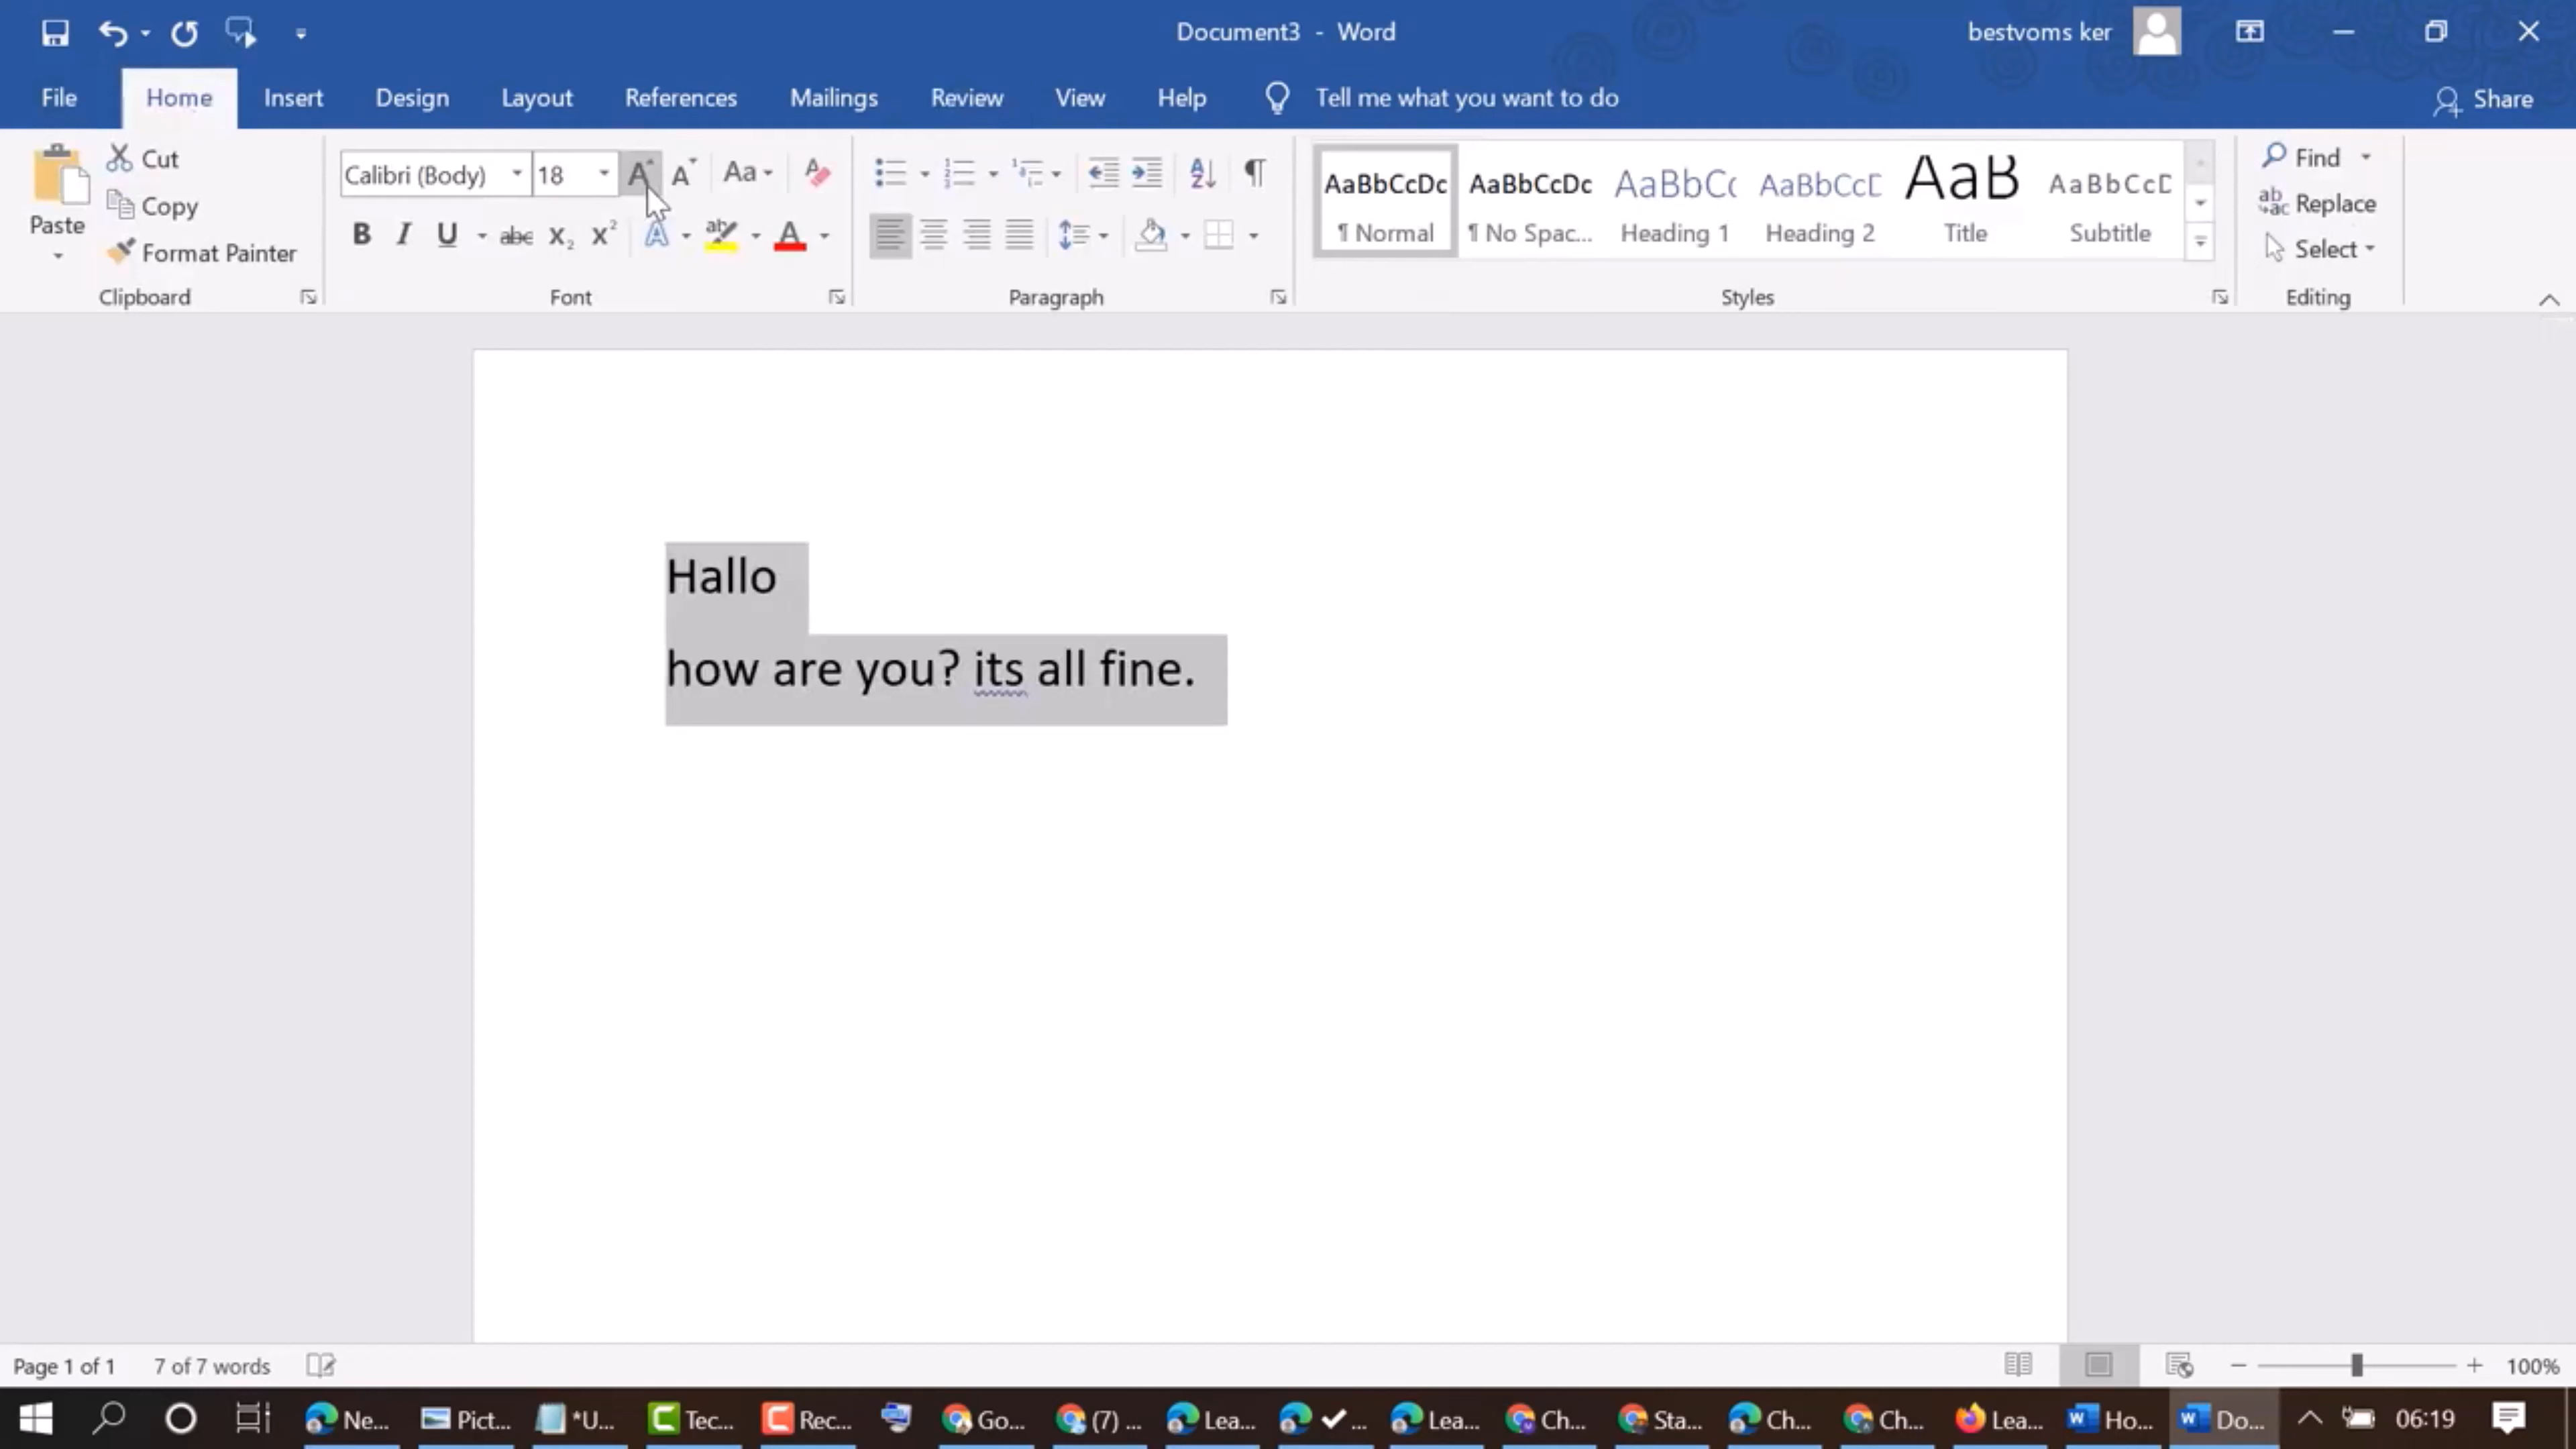 Document3 - Word
bestvoms ker
File Home Insert Design Layout References Mailings Review View Help Tell me what you want to do Share
Paste
Cut
Copy
Format Painter
Clipboard
Calibri (Body) 18 A A Aa A
B I U abc X₂ X² A ab A
Font
Paragraph
AaBbCcDc AaBbCcDc AaBbCc AaBbCcD AaB AaBbCcD
¶ Normal ¶ No Spac... Heading 1 Heading 2 Title Subtitle
Styles
Find
Replace
Select
Editing
Hallo
how are you? its all fine.
Page 1 of 1 7 of 7 words 100%
Ne... Pict... *U... Tec... Rec... Go... (7) ... Lea... ... Lea... Ch... Sta... Ch... Ch... Lea... Ho... Do... 06:19